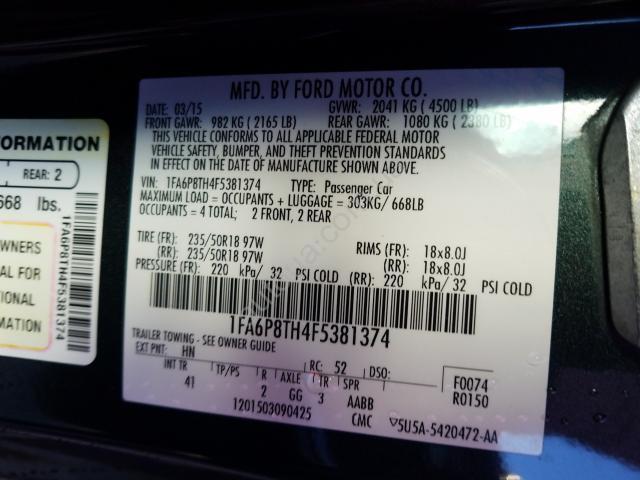 MFD. BY FORD MOTOR CO.
DATE: 03/15 GVWR: 2041 KG ( 4500 LB)
FRONT GAWR: 982 KG ( 2165 LB) REAR GAWR: 1080 KG ( 2380 LB)
THIS VEHICLE CONFORMS TO ALL APPLICABLE FEDERAL MOTOR
VEHICLE SAFETY, BUMPER, AND THEFT PREVENTION STANDARDS
IN EFFECT ON THE DATE OF MANUFACTURE SHOWN ABOVE.
VIN: 1FA6P8TH4F5381374 TYPE: Passenger Car
MAXIMUM LOAD = OCCUPANTS + LUGGAGE = 303KG/ 668LB
OCCUPANTS = 4 TOTAL; 2 FRONT, 2 REAR
TIRE (FR): 235/50R18 97W RIMS (FR): 18x8.0J
(RR): 235/50R18 97W (RR): 18x8.0J
PRESSURE (FR): 220 kPa/ 32 PSI COLD (RR): 220 kPa/ 32 PSI COLD
1FA6P8TH4F5381374
TRAILER TOWING - SEE OWNER GUIDE
EXT PNT: HN RC: 52 DSO:
INT TR TP/PS R AXLE TR SPR F0074
41 2 GG 3 AABB R0150
1201503090425 CMC 5U5A-5420472-AA
FORMATION
REAR: 2
668 lbs.
OWNERS
AL FOR
TIONAL
RMATION
1FA6P8TH4F5381374